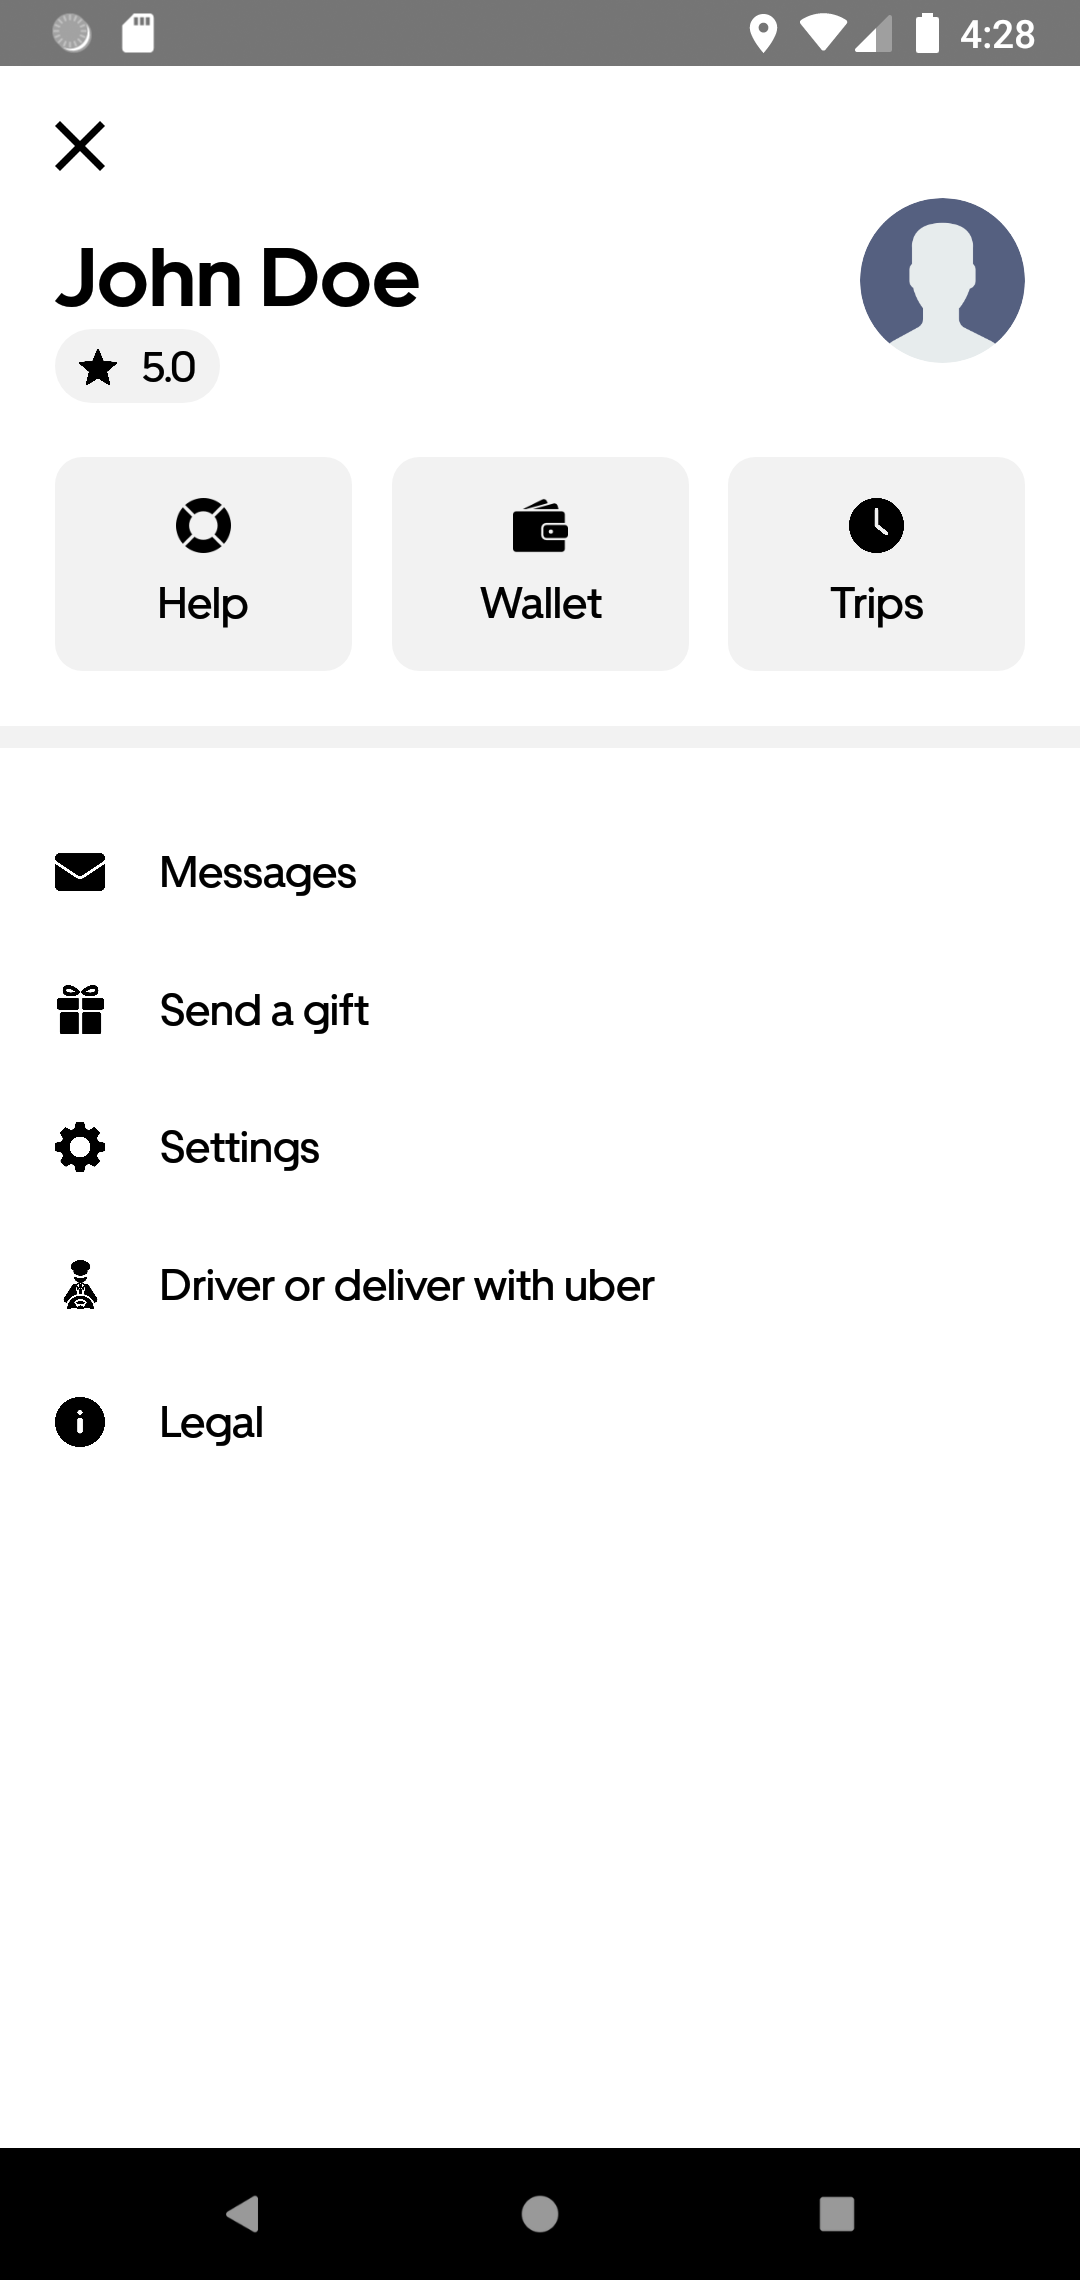 4:28
John Doe
5.0
Help
Wallet
Trips
Messages
Send a gift
Settings
Driver or deliver with uber
Legal